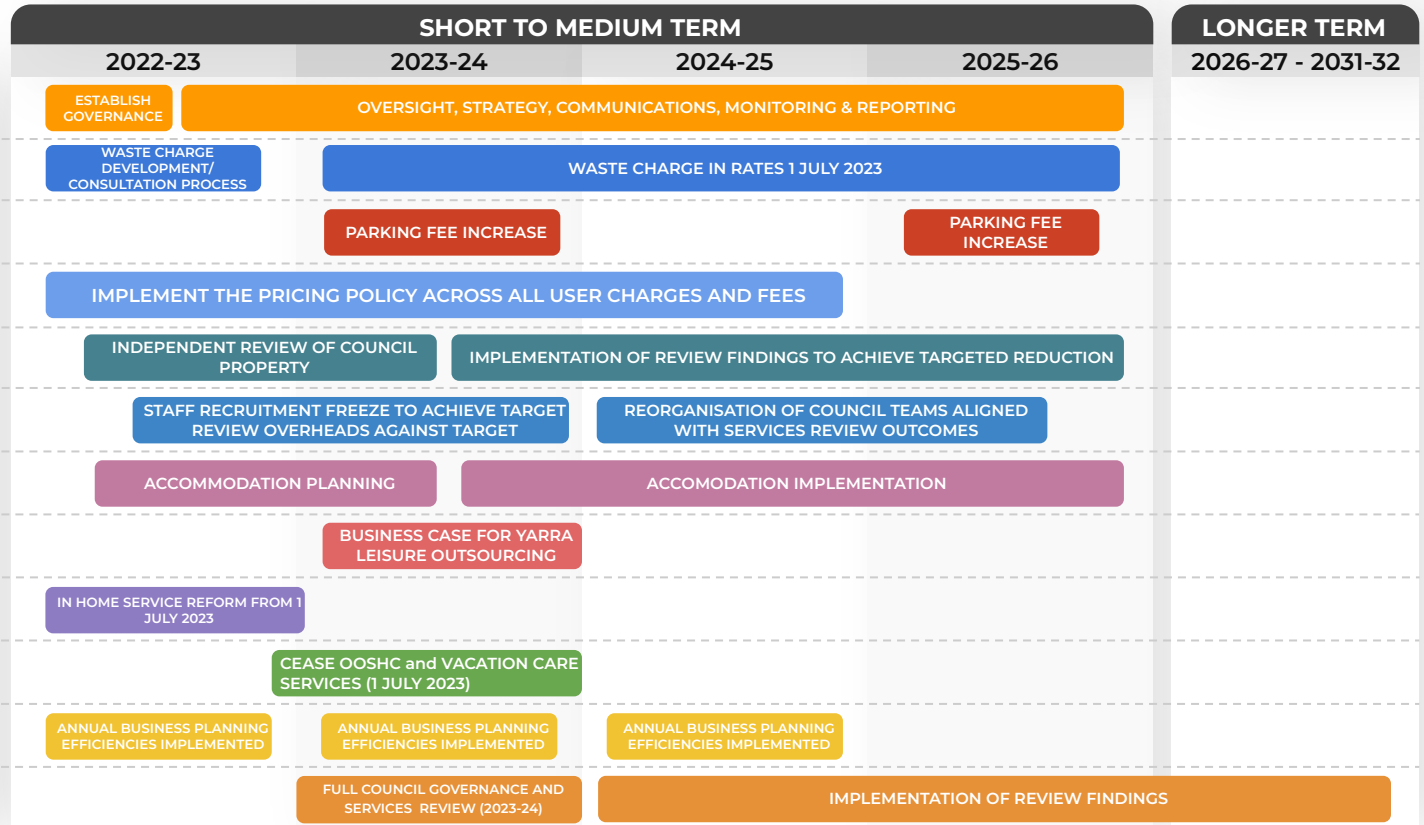 SHORT TO MEDIUM TERM
LONGER TERM
2022-23
2023-24
2024-25
2025-26
2026-27 - 2031-32
ESTABLISH
GOVERNANCE
OVERSIGHT, STRATEGY, COMMUNICATIONS, MONITORING & REPORTING
WASTE CHARGE
DEVELOPMENT/
CONSULTATION PROCESS
WASTE CHARGE IN RATES 1 JULY 2023
PARKING FEE INCREASE
PARKING FEE
INCREASE
IMPLEMENT THE PRICING POLICY ACROSS ALL USER CHARGES AND FEES
INDEPENDENT REVIEW OF COUNCIL
PROPERTY
IMPLEMENTATION OF REVIEW FINDINGS TO ACHIEVE TARGETED REDUCTION
STAFF RECRUITMENT FREEZE TO ACHIEVE TARGET
REVIEW OVERHEADS AGAINST TARGET
REORGANISATION OF COUNCIL TEAMS ALIGNED
WITH SERVICES REVIEW OUTCOMES
ACCOMMODATION PLANNING
ACCOMODATION IMPLEMENTATION
BUSINESS CASE FOR YARRA
LEISURE OUTSOURCING
IN HOME SERVICE REFORM FROM 1
JULY 2023
CEASE OOSHC and VACATION CARE
SERVICES (1 JULY 2023)
ANNUAL BUSINESS PLANNING
EFFICIENCIES IMPLEMENTED
ANNUAL BUSINESS PLANNING
EFFICIENCIES IMPLEMENTED
ANNUAL BUSINESS PLANNING
EFFICIENCIES IMPLEMENTED
FULL COUNCIL GOVERNANCE AND
SERVICES REVIEW (2023-24)
IMPLEMENTATION OF REVIEW FINDINGS